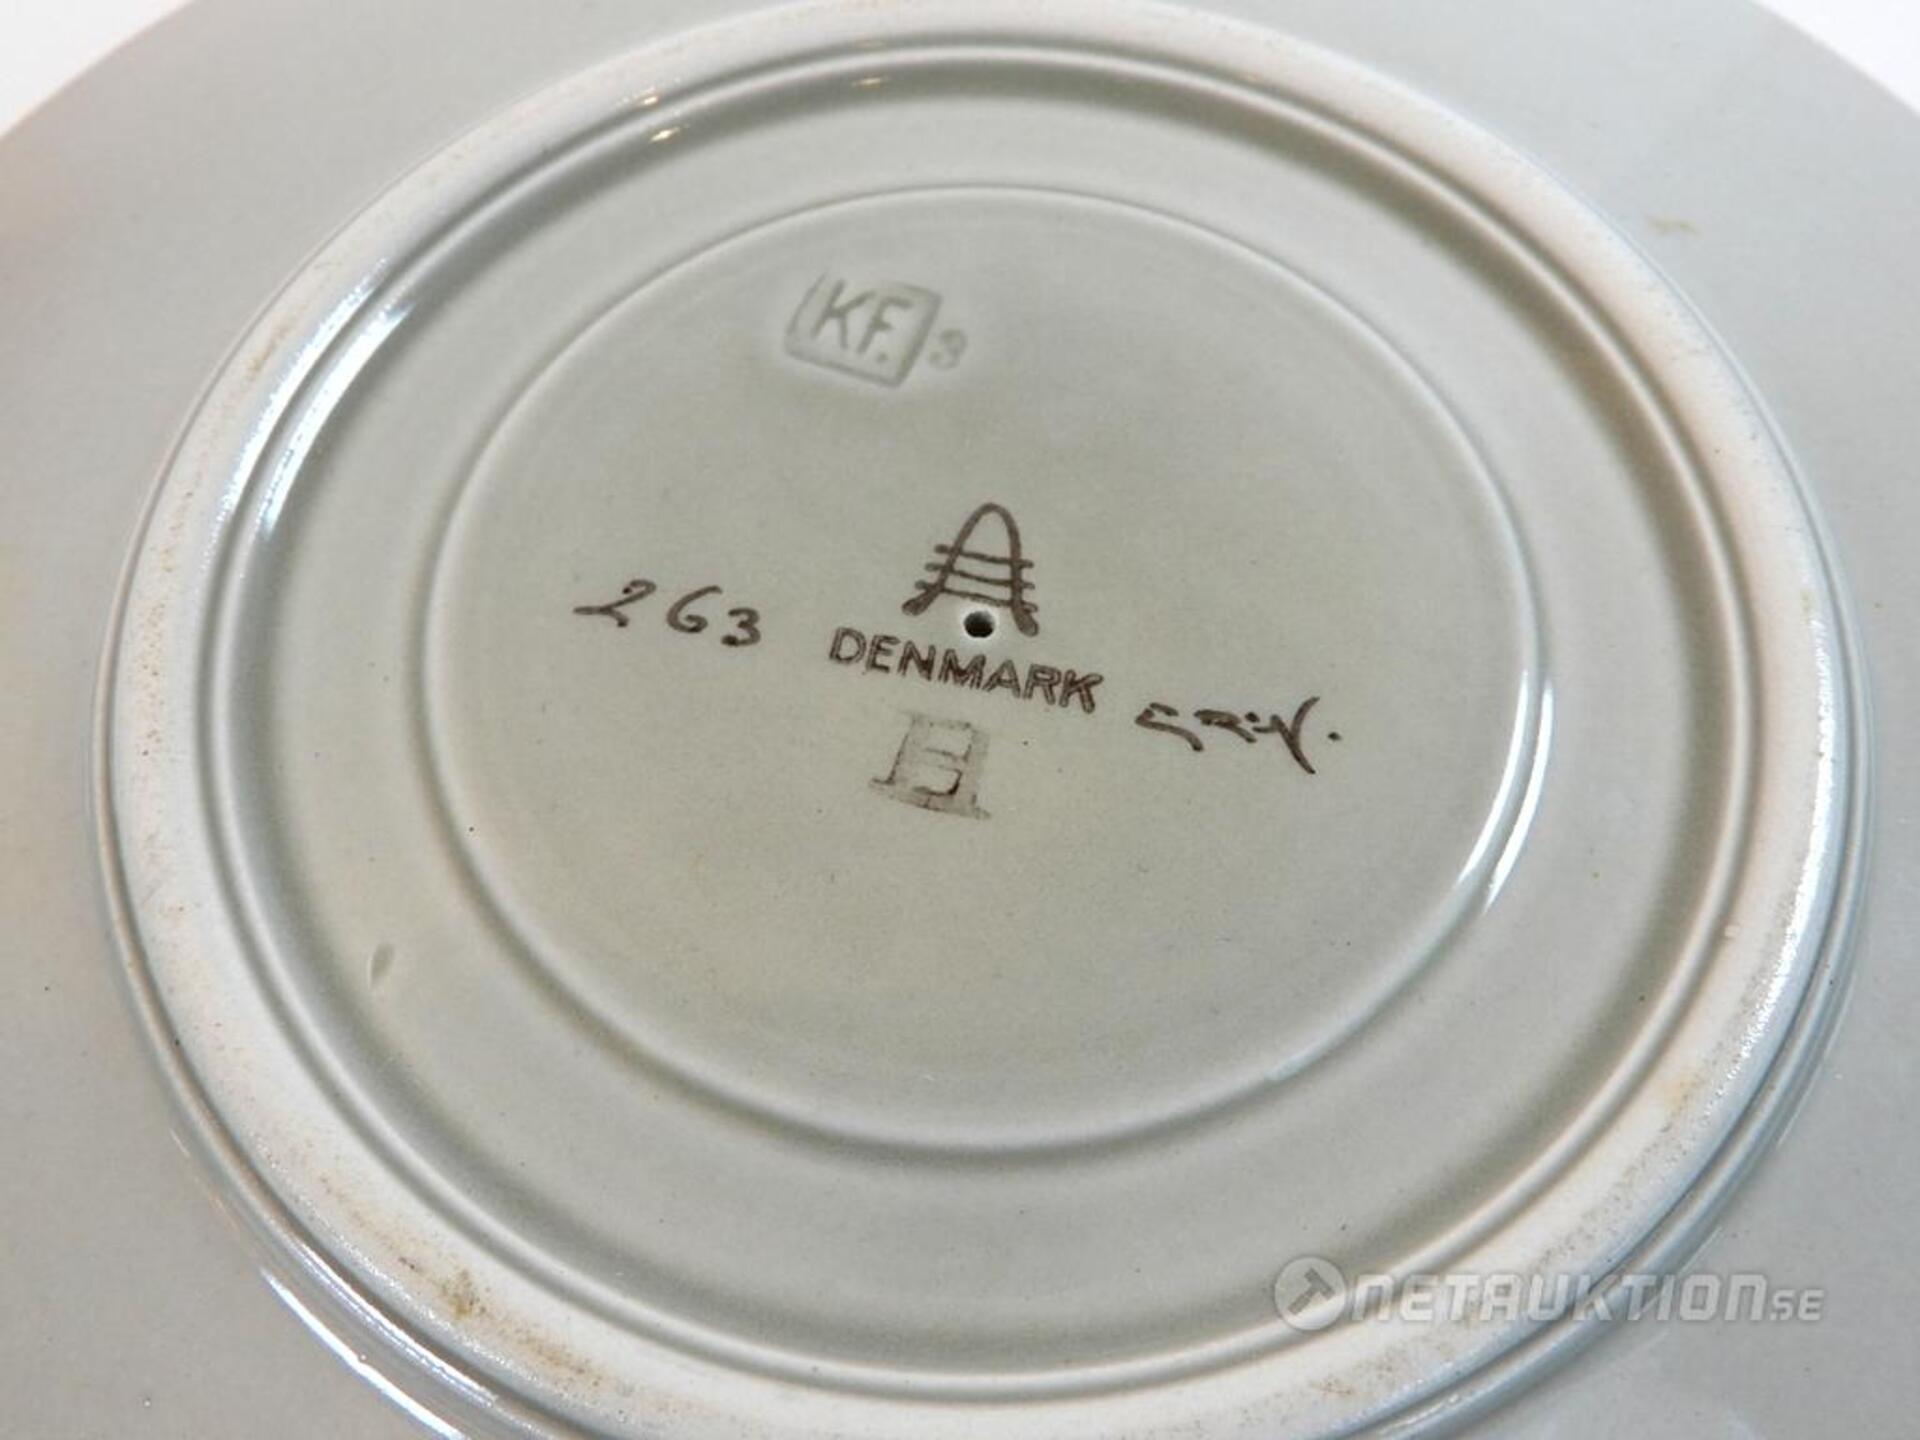 KF. 3
263
DENMARK
NETAUKTION.SE